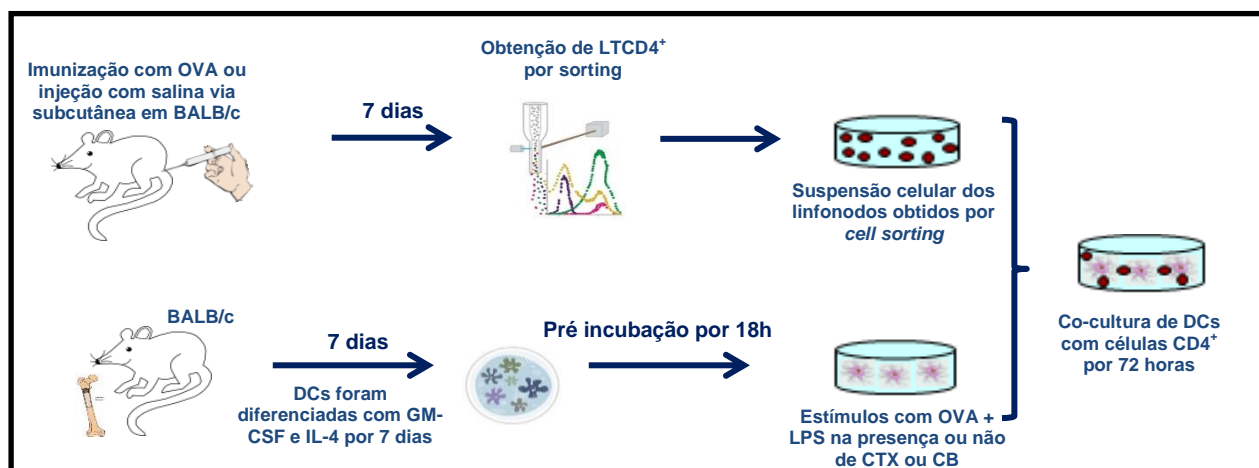 Imunização com OVA ou
injeção com salina via
subcutânea em BALB/c
7 dias
Obtenção de LTCD4⁺
por sorting
Suspensão celular dos
linfonodos obtidos por
cell sorting
BALB/c
7 dias
DCs foram
diferenciadas com GM-
CSF e IL-4 por 7 dias
Pré incubação por 18h
Estímulos com OVA +
LPS na presença ou não
de CTX ou CB
Co-cultura de DCs
com células CD4⁺
por 72 horas